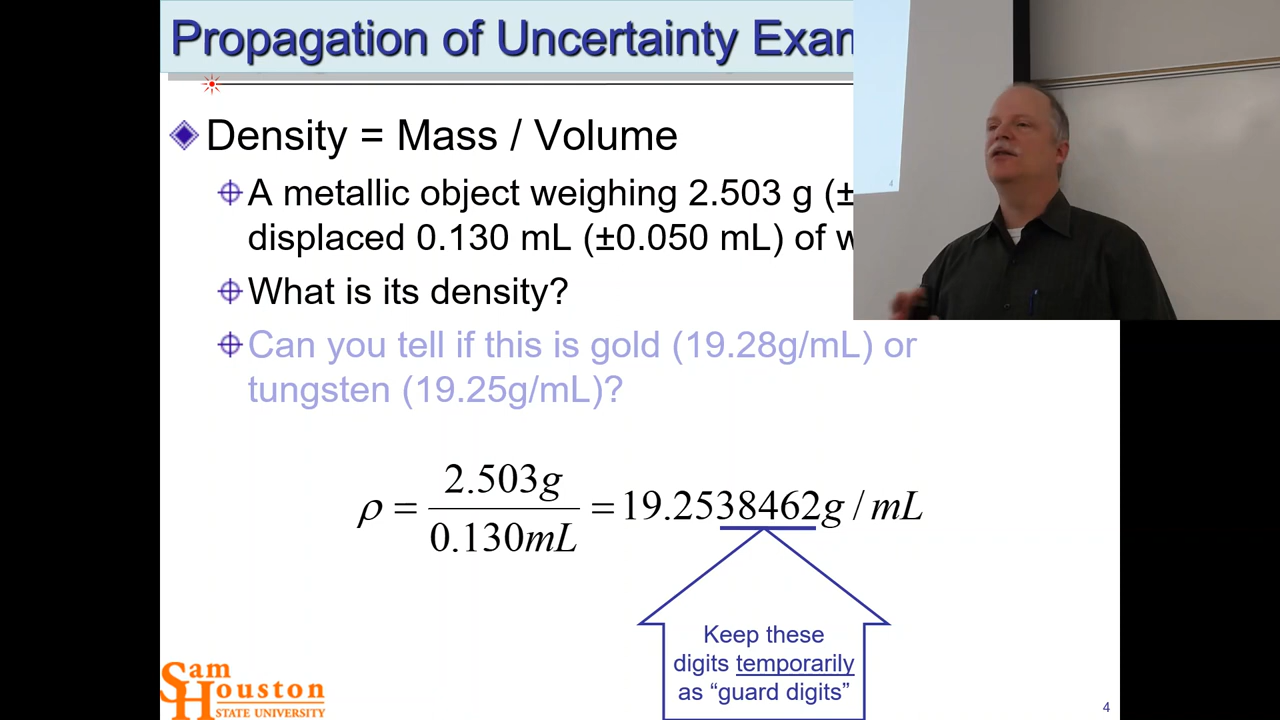 Propagation of Uncertainty Exam
Density = Mass / Volume
A metallic object weighing 2.503 g (±
displaced 0.130 mL (±0.050 mL) of w
What is its density?
Can you tell if this is gold (19.28g/mL) or
tungsten (19.25g/mL)?
ρ = 2.503g / 0.130mL = 19.2538462g / mL
Keep these
digits temporarily
as “guard digits”
Sam
Houston
STATE UNIVERSITY
4
4